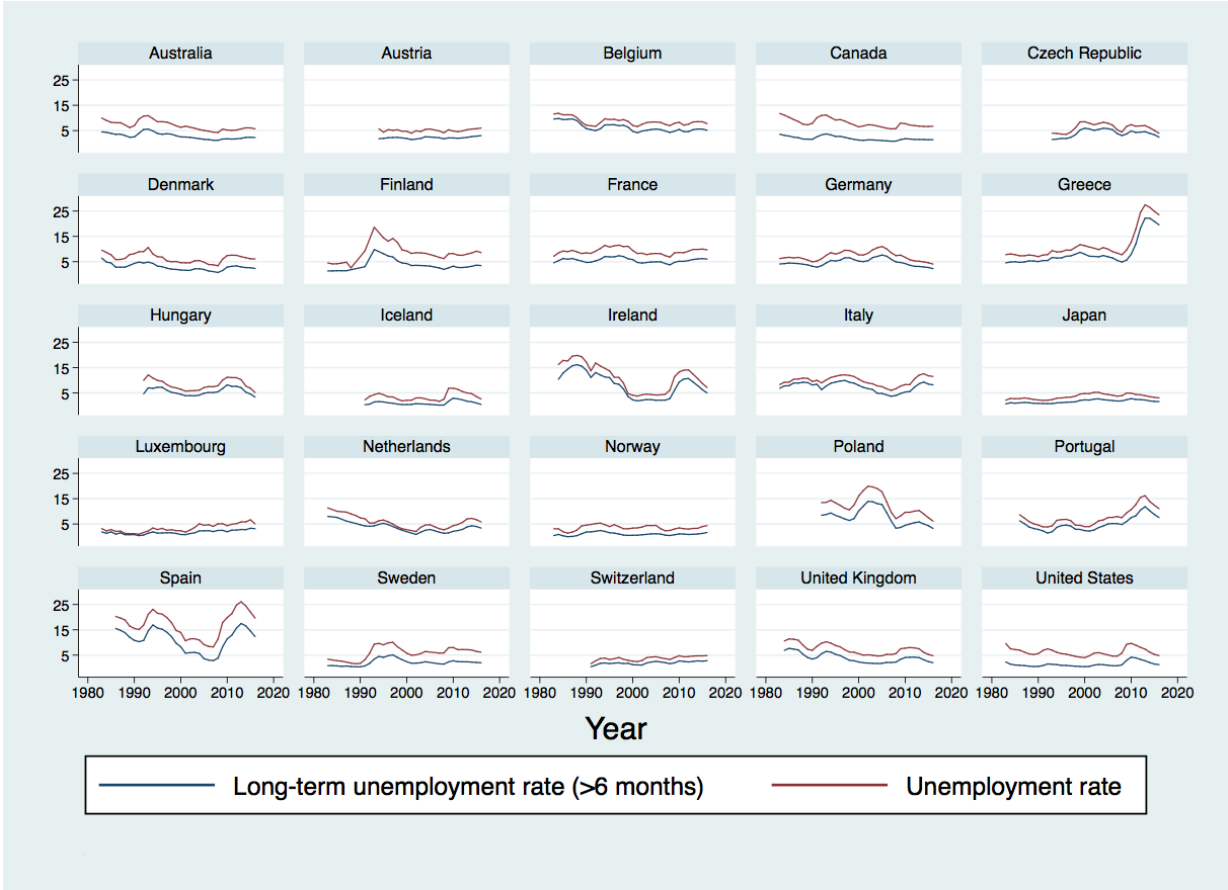 Australia Austria Belgium Canada Czech Republic
25
15
5
Denmark Finland France Germany Greece
25
15
5
Hungary Iceland Ireland Italy Japan
25
15
5
Luxembourg Netherlands Norway Poland Portugal
25
15
5
Spain Sweden Switzerland United Kingdom United States
25
15
5
1980 1990 2000 2010 2020 1980 1990 2000 2010 2020 1980 1990 2000 2010 2020 1980 1990 2000 2010 2020 1980 1990 2000 2010 2020
Year
Long-term unemployment rate (>6 months) Unemployment rate